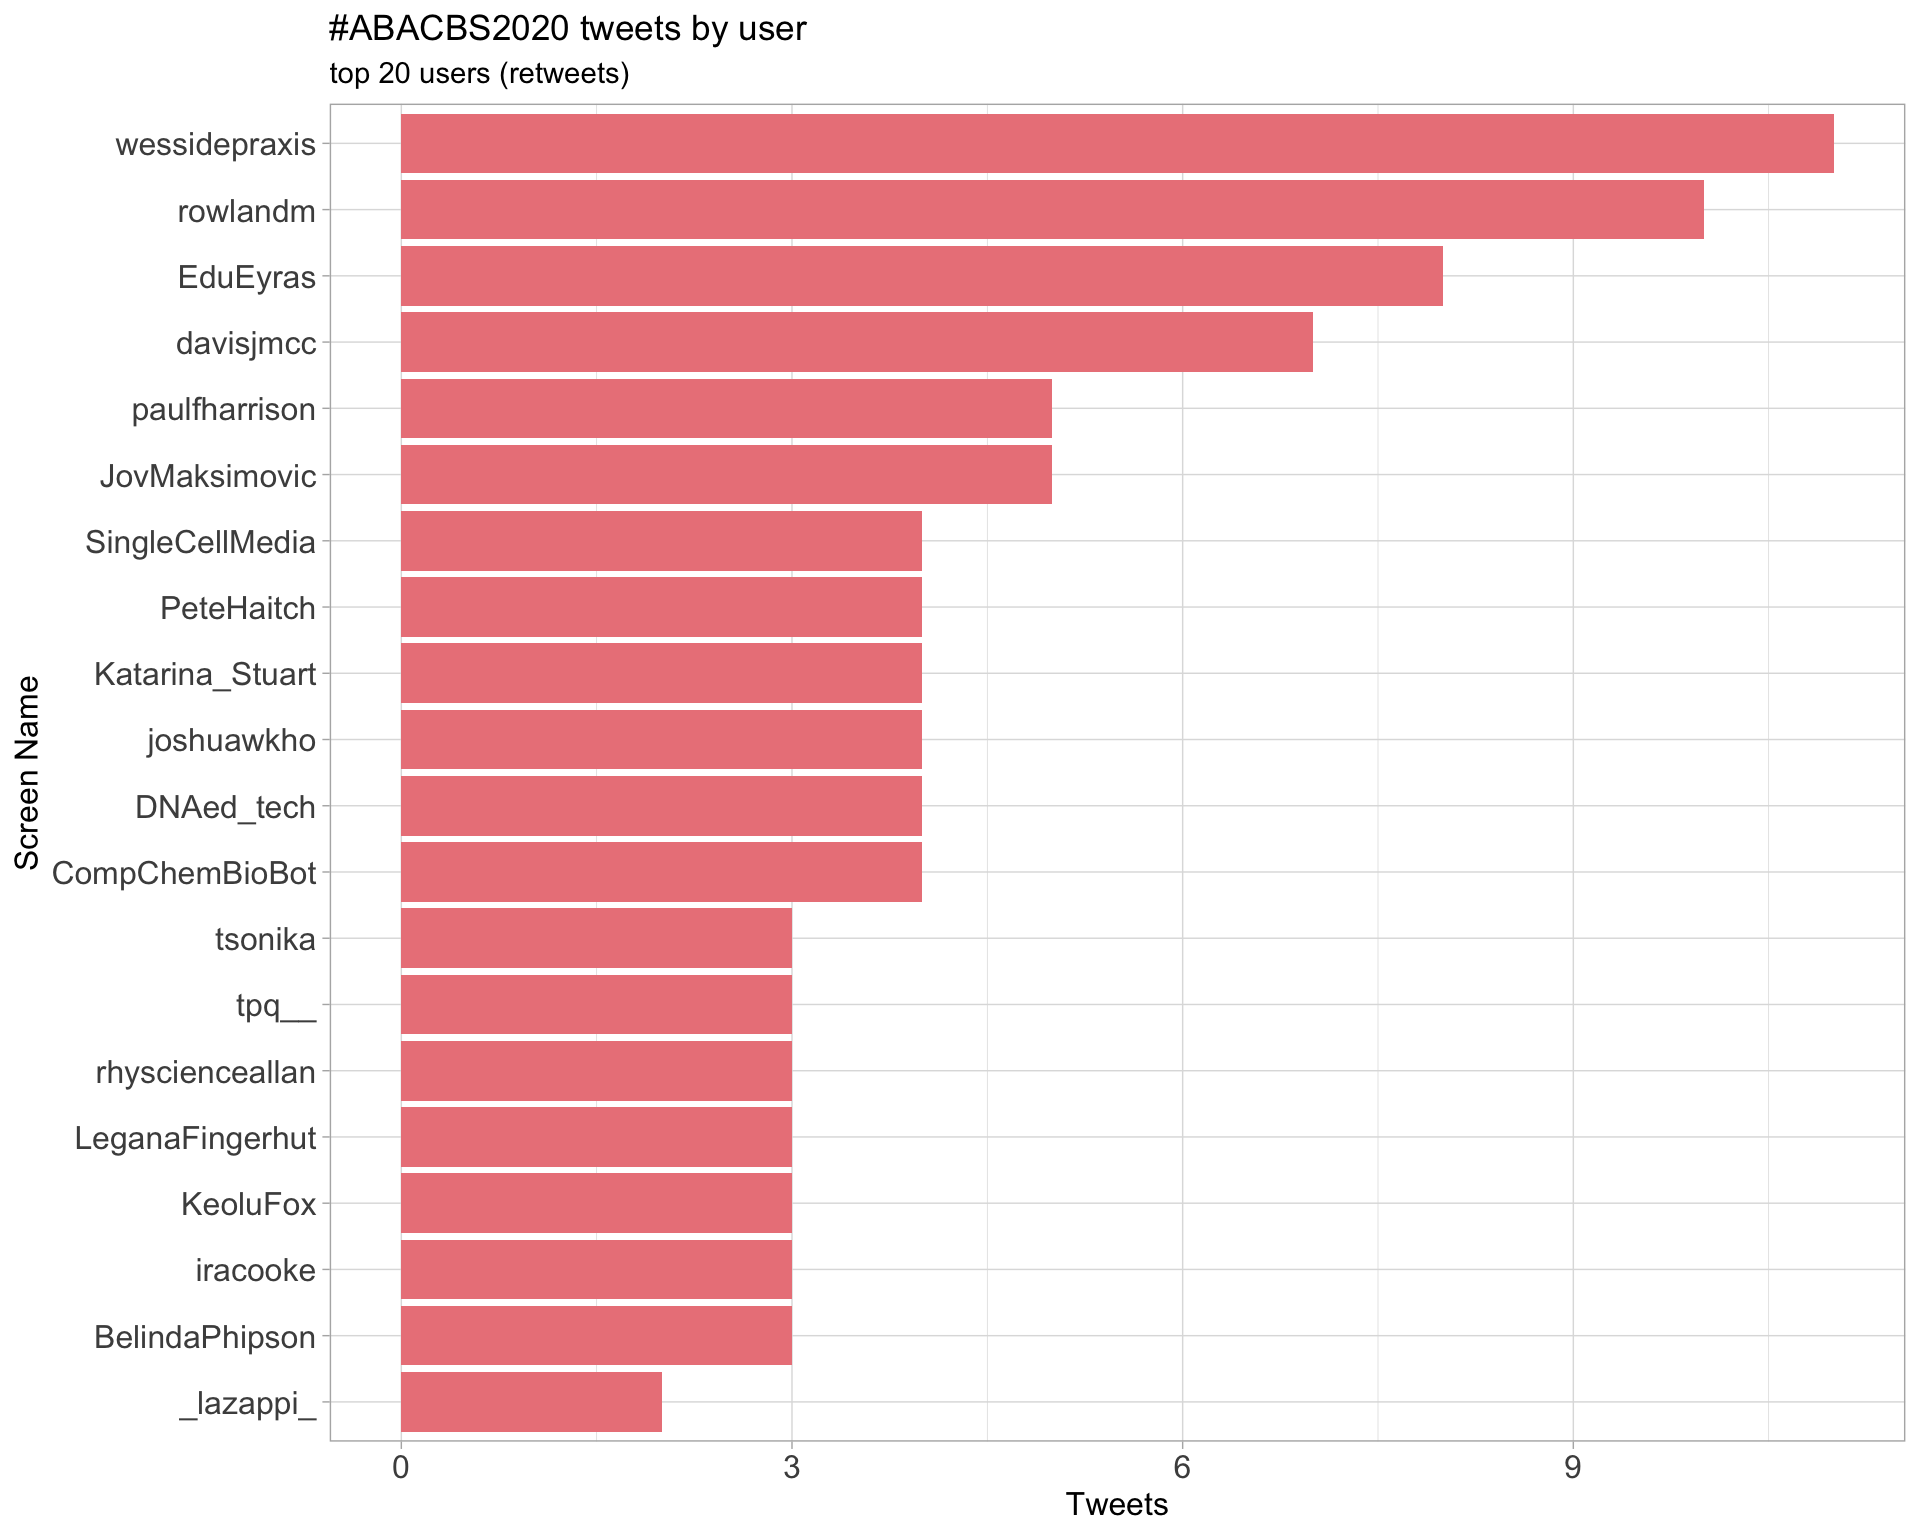 #ABACBS2020 tweets by user
top 20 users (retweets)
wessidepraxis
rowlandm
EduEyras
davisjmcc
paulfharrison
JovMaksimovic
SingleCellMedia
PeteHaitch
Katarina_Stuart
joshuawkho
DNAed_tech
CompChemBioBot
tsonika
tpq__
rhyscienceallan
LeganaFingerhut
KeoluFox
iracooke
BelindaPhipson
_lazappi_
Screen Name
0 3 6 9
Tweets